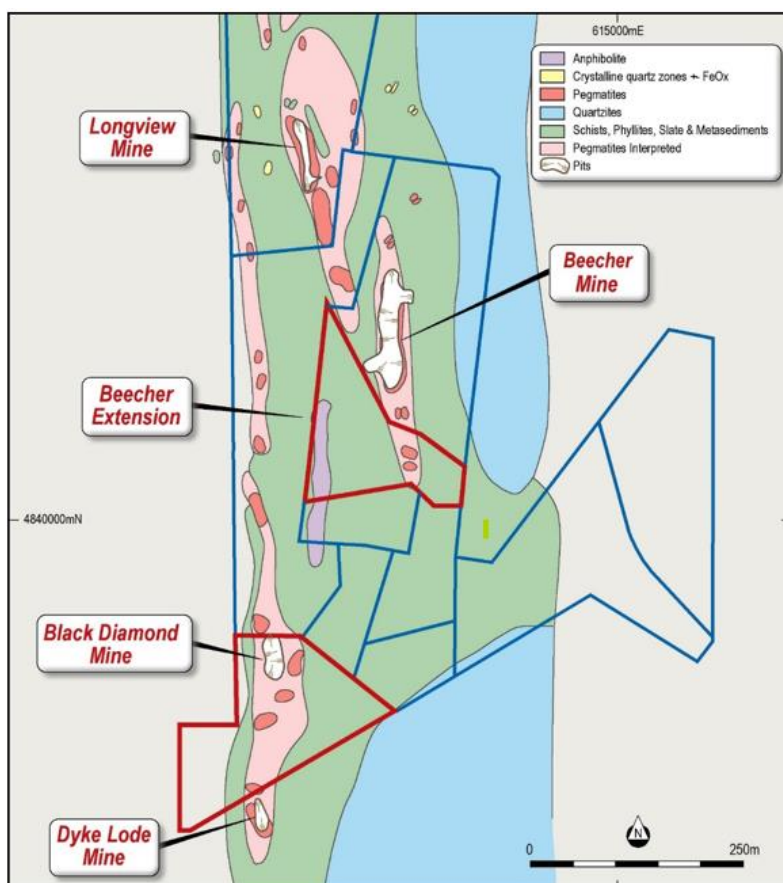 615000mE
Anphibolite
Crystalline quartz zones +- FeOx
Pegmatites
Quartzites
Schists, Phyllites, Slate & Metasediments
Pegmatites Interpreted
Pits
Longview
Mine
Beecher
Mine
Beecher
Extension
4840000mN
Black Diamond
Mine
Dyke Lode
Mine
N
0
250m